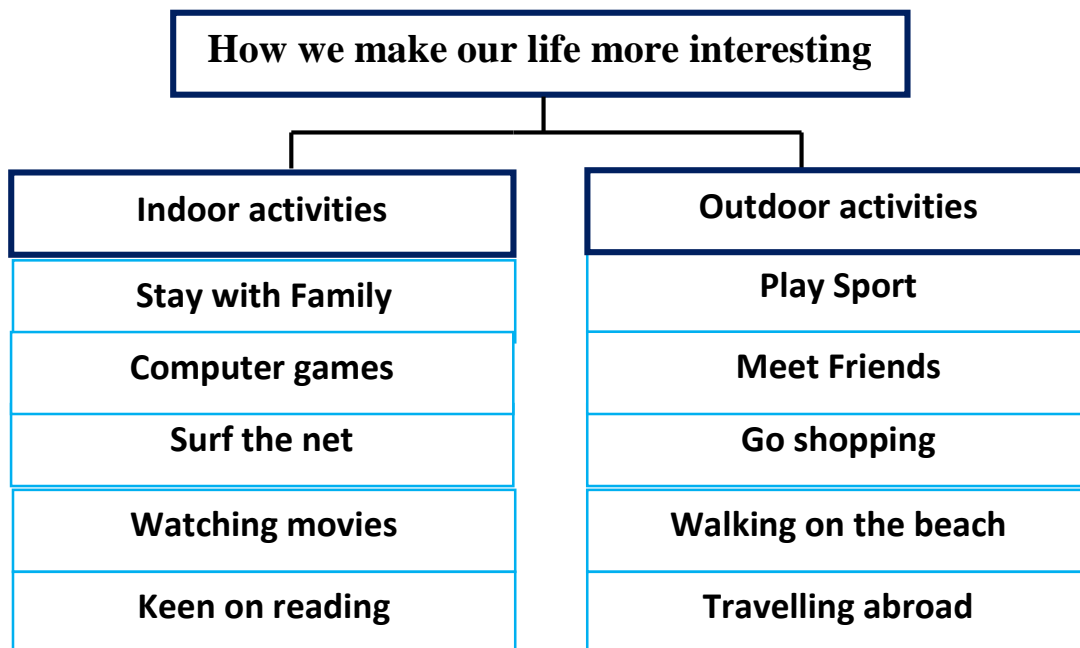 How we make our life more interesting
Indoor activities
Stay with Family
Computer games
Surf the net
Watching movies
Keen on reading
Outdoor activities
Play Sport
Meet Friends
Go shopping
Walking on the beach
Travelling abroad